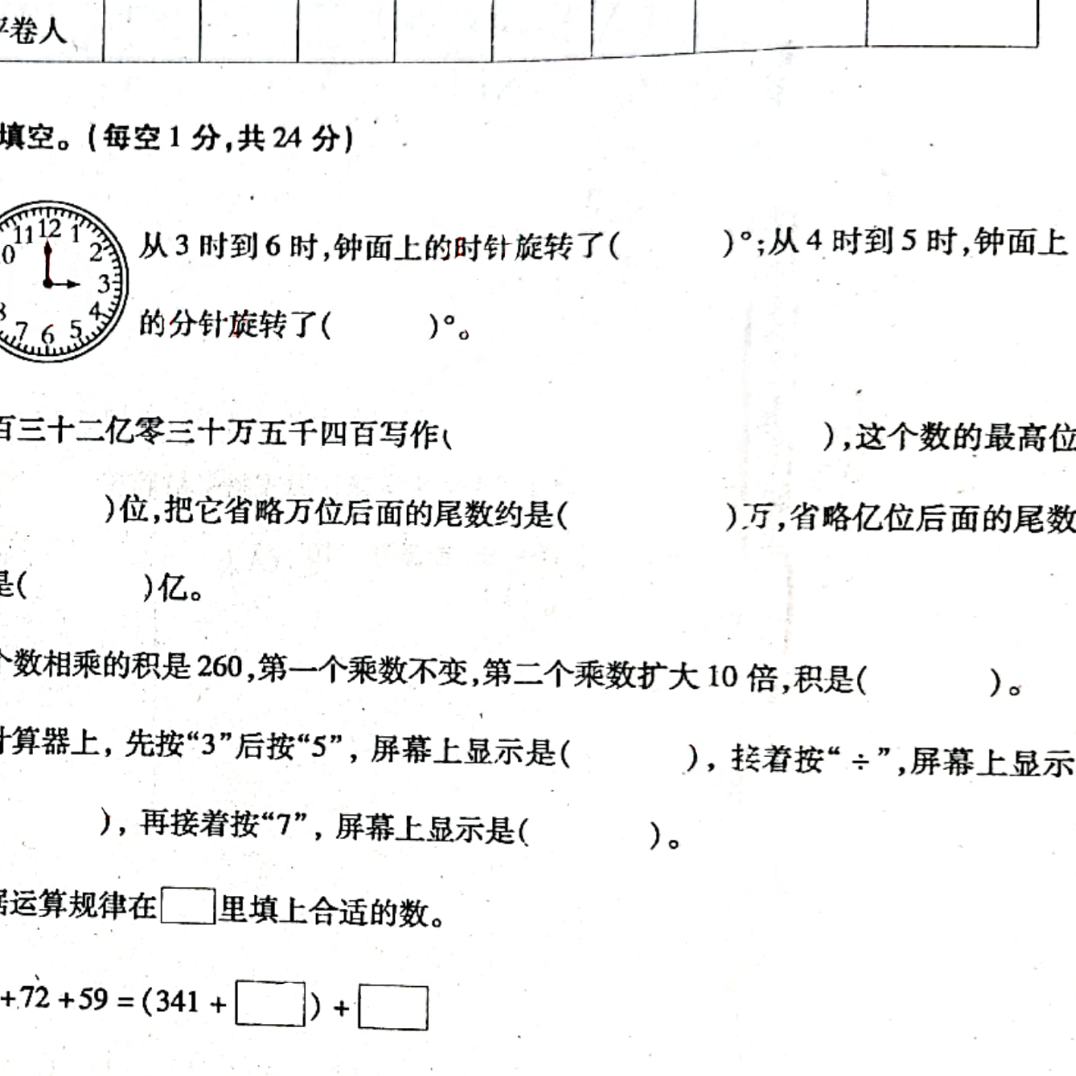 卷人
填空。(每空1分,共24分)
11 12 1 2 3 4 5 6 7
从3时到6时,钟面上的时针旋转了(    )°;从4时到5时,钟面上
的分针旋转了(    )°。
百三十二亿零三十万五千四百写作(    ),这个数的最高位
)位,把它省略万位后面的尾数约是(    )万,省略亿位后面的尾数
是(    )亿。
个数相乘的积是260,第一个乘数不变,第二个乘数扩大10倍,积是(    )。
计算器上,先按“3”后按“5”,屏幕上显示是(    ),接着按“÷”,屏幕上显示
),再接着按“7”,屏幕上显示是(    )。
据运算规律在□里填上合适的数。
+72+59=(341+□)+□